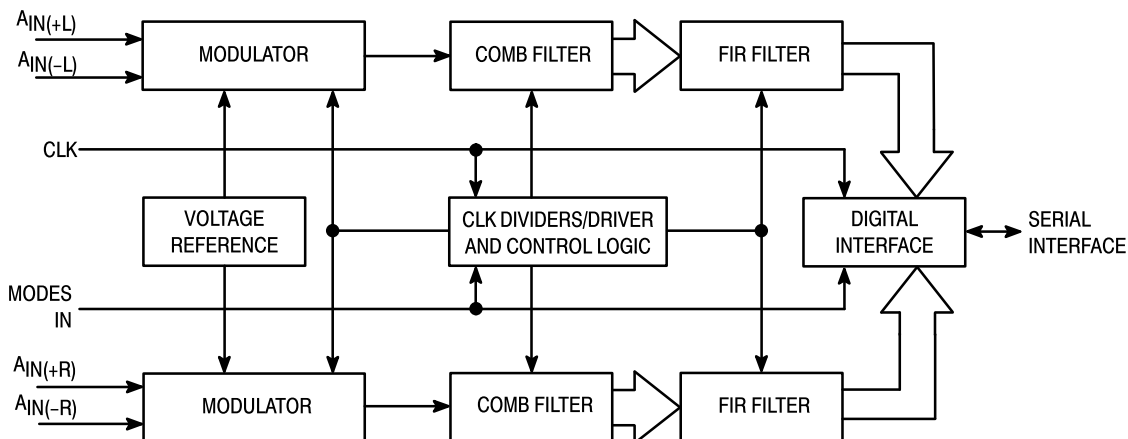 AIN(+L)
AIN(−L)
MODULATOR
COMB FILTER
FIR FILTER
CLK
VOLTAGE
REFERENCE
CLK DIVIDERS/DRIVER
AND CONTROL LOGIC
DIGITAL
INTERFACE
SERIAL
INTERFACE
MODES
IN
AIN(+R)
AIN(−R)
MODULATOR
COMB FILTER
FIR FILTER